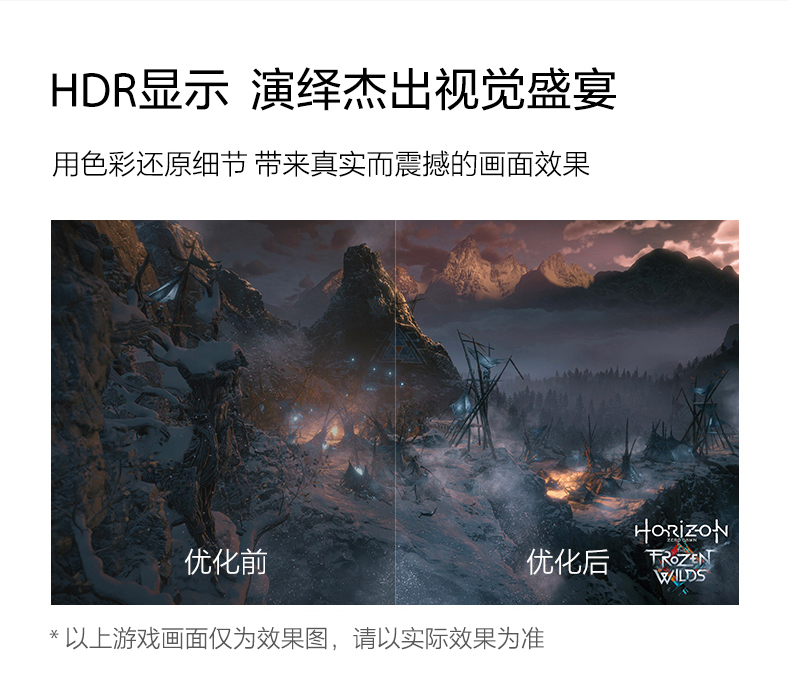 HDR显示 演绎杰出视觉盛宴
用色彩还原细节 带来真实而震撼的画面效果
优化前
优化后
HORIZON
ZERO DAWN
THE
FROZEN
WILDS
* 以上游戏画面仅为效果图，请以实际效果为准